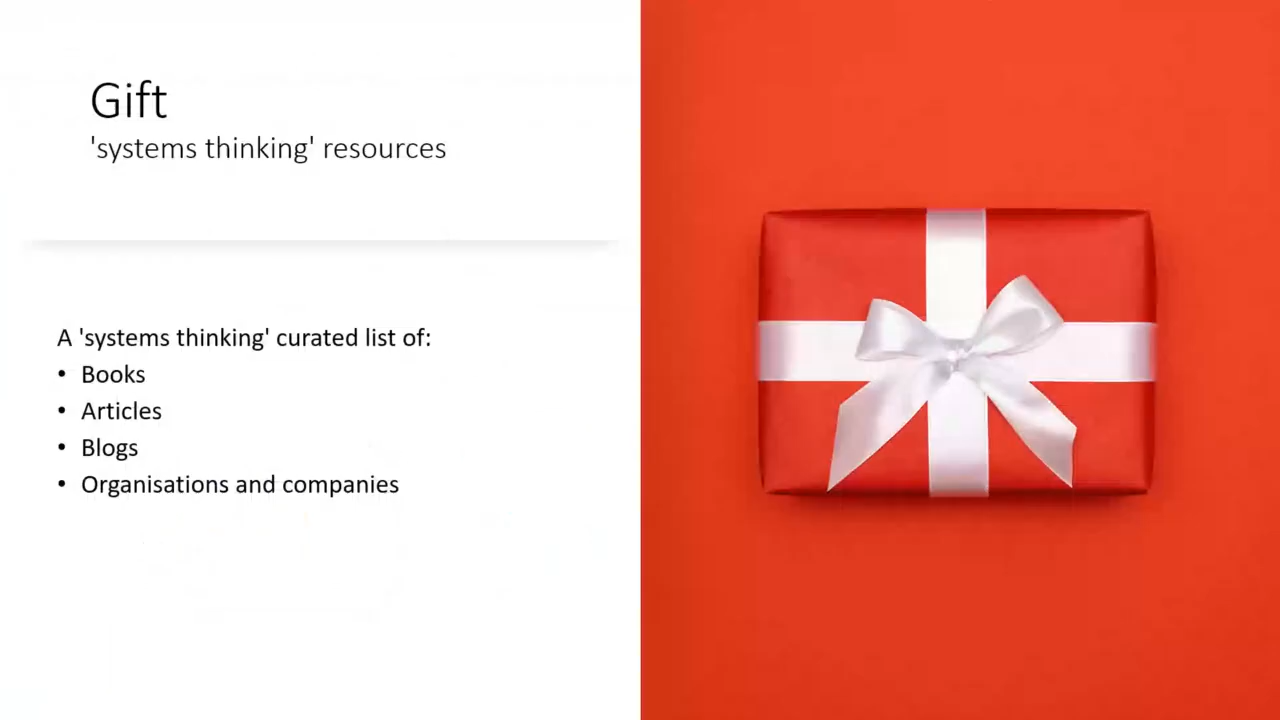 Gift
'systems thinking' resources
A 'systems thinking' curated list of:
• Books
• Articles
• Blogs
• Organisations and companies